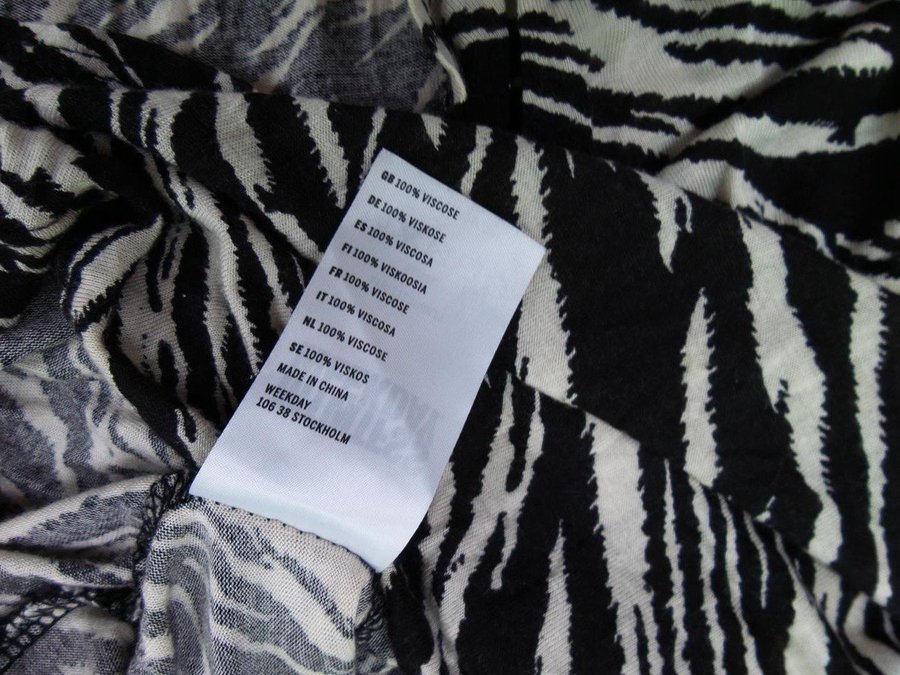 GB 100% VISCOSE
DE 100% VISKOSE
ES 100% VISCOSA
FI 100% VISKOOSIA
FR 100% VISCOSE
IT 100% VISCOSA
NL 100% VISCOSE
SE 100% VISKOS
MADE IN CHINA
WEEKDAY
106 38 STOCKHOLM